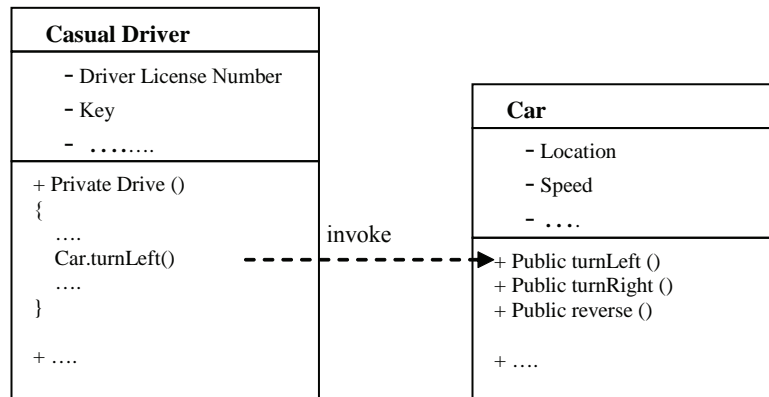 Casual Driver
- Driver License Number
- Key
- ........
+ Private Drive ()
{
....
Car.turnLeft()
....
}
+ ....
invoke
Car
- Location
- Speed
- ....
+ Public turnLeft ()
+ Public turnRight ()
+ Public reverse ()
+ ....